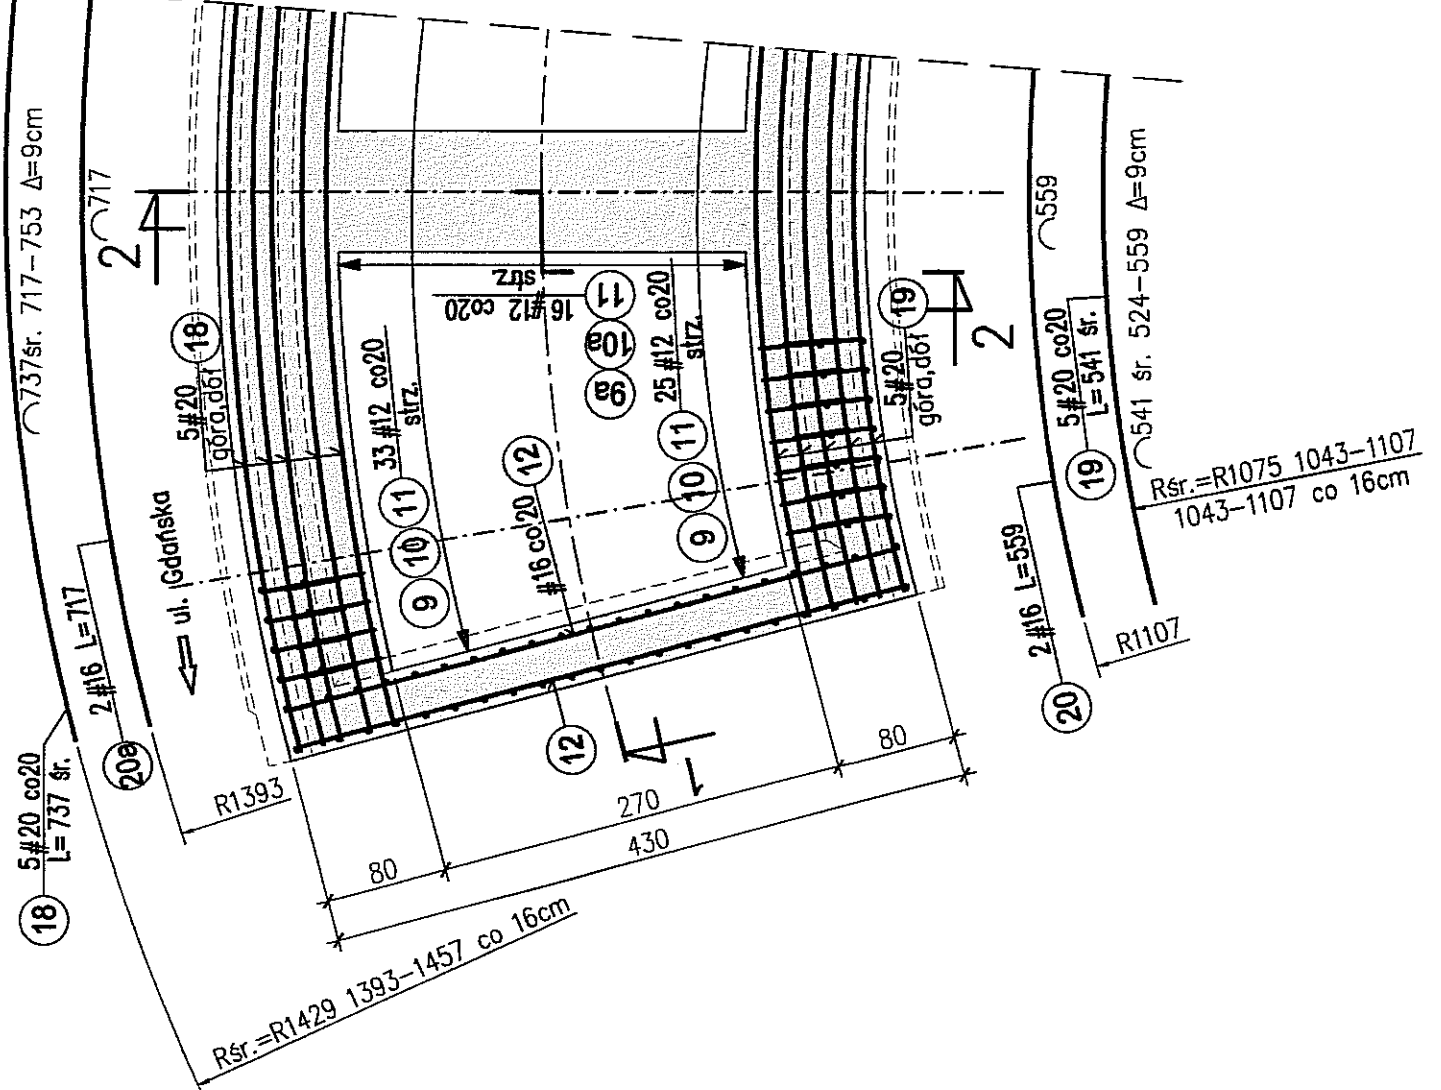 737śr. 717-753 Δ=9cm
717
2
18
5#20
góra,dół
ul. Gdańska
2#16 L=717
20a
5#20 co20
L=737 śr.
18
R1393
Rśr.=R1429 1393-1457 co 16cm
33 #12 co20
strz.
9 10 11
16 #12 co20
strz.
9a 10a 11
25 #12 co20
strz.
9 10 11
#16 co 20
12
12
1
80
270
80
430
19
5#20
góra,dół
2
559
541 śr. 524-559 Δ=9cm
5#20 co20
L=541 śr.
19
Rśr.=R1075 1043-1107
1043-1107 co 16cm
2#16 L=559
20
R1107